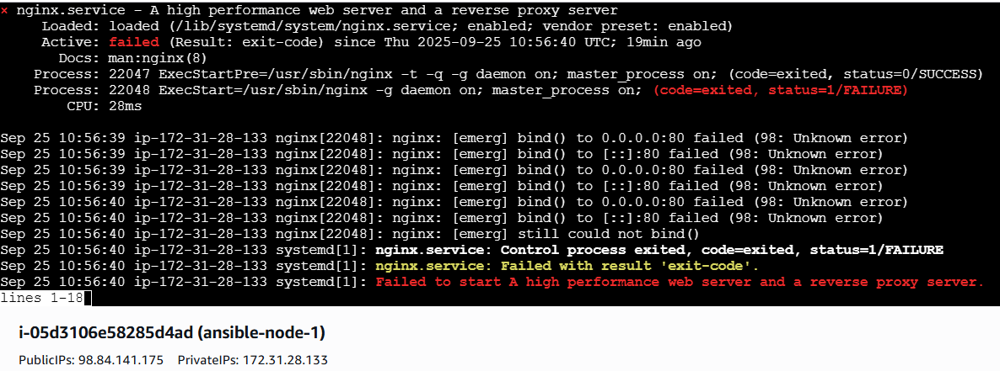 × nginx.service - A high performance web server and a reverse proxy server
Loaded: loaded (/lib/systemd/system/nginx.service; enabled; vendor preset: enabled)
Active: failed (Result: exit-code) since Thu 2025-09-25 10:56:40 UTC; 19min ago
Docs: man:nginx(8)
Process: 22047 ExecStartPre=/usr/sbin/nginx -t -q -g daemon on; master_process on; (code=exited, status=0/SUCCESS)
Process: 22048 ExecStart=/usr/sbin/nginx -g daemon on; master_process on; (code=exited, status=1/FAILURE)
CPU: 28ms
Sep 25 10:56:39 ip-172-31-28-133 nginx[22048]: nginx: [emerg] bind() to 0.0.0.0:80 failed (98: Unknown error)
Sep 25 10:56:39 ip-172-31-28-133 nginx[22048]: nginx: [emerg] bind() to [::]:80 failed (98: Unknown error)
Sep 25 10:56:39 ip-172-31-28-133 nginx[22048]: nginx: [emerg] bind() to 0.0.0.0:80 failed (98: Unknown error)
Sep 25 10:56:39 ip-172-31-28-133 nginx[22048]: nginx: [emerg] bind() to [::]:80 failed (98: Unknown error)
Sep 25 10:56:40 ip-172-31-28-133 nginx[22048]: nginx: [emerg] bind() to 0.0.0.0:80 failed (98: Unknown error)
Sep 25 10:56:40 ip-172-31-28-133 nginx[22048]: nginx: [emerg] bind() to [::]:80 failed (98: Unknown error)
Sep 25 10:56:40 ip-172-31-28-133 nginx[22048]: nginx: [emerg] still could not bind()
Sep 25 10:56:40 ip-172-31-28-133 systemd[1]: nginx.service: Control process exited, code=exited, status=1/FAILURE
Sep 25 10:56:40 ip-172-31-28-133 systemd[1]: nginx.service: Failed with result 'exit-code'.
Sep 25 10:56:40 ip-172-31-28-133 systemd[1]: Failed to start A high performance web server and a reverse proxy server.
lines 1-18
i-05d3106e58285d4ad (ansible-node-1)
PublicIPs: 98.84.141.175 PrivateIPs: 172.31.28.133